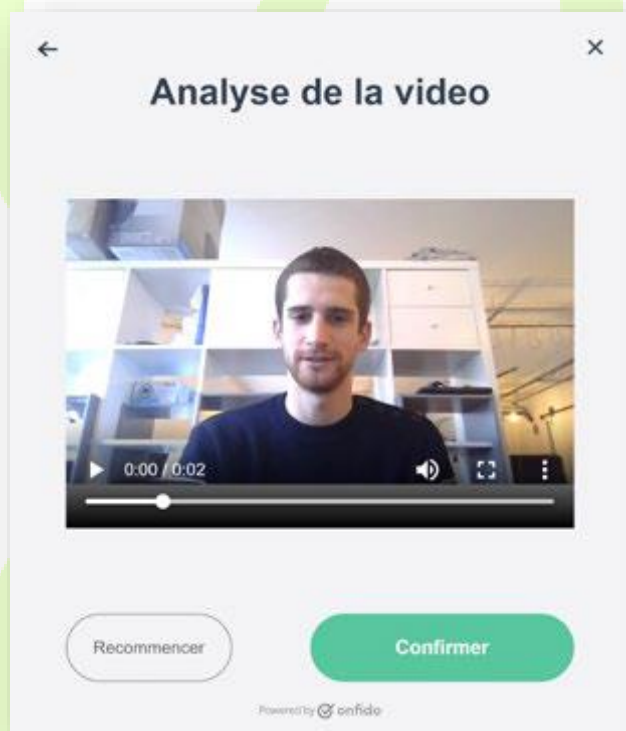 Analyse de la video
0:00 / 0:02
Recommencer
Confirmer
Powered by onfido